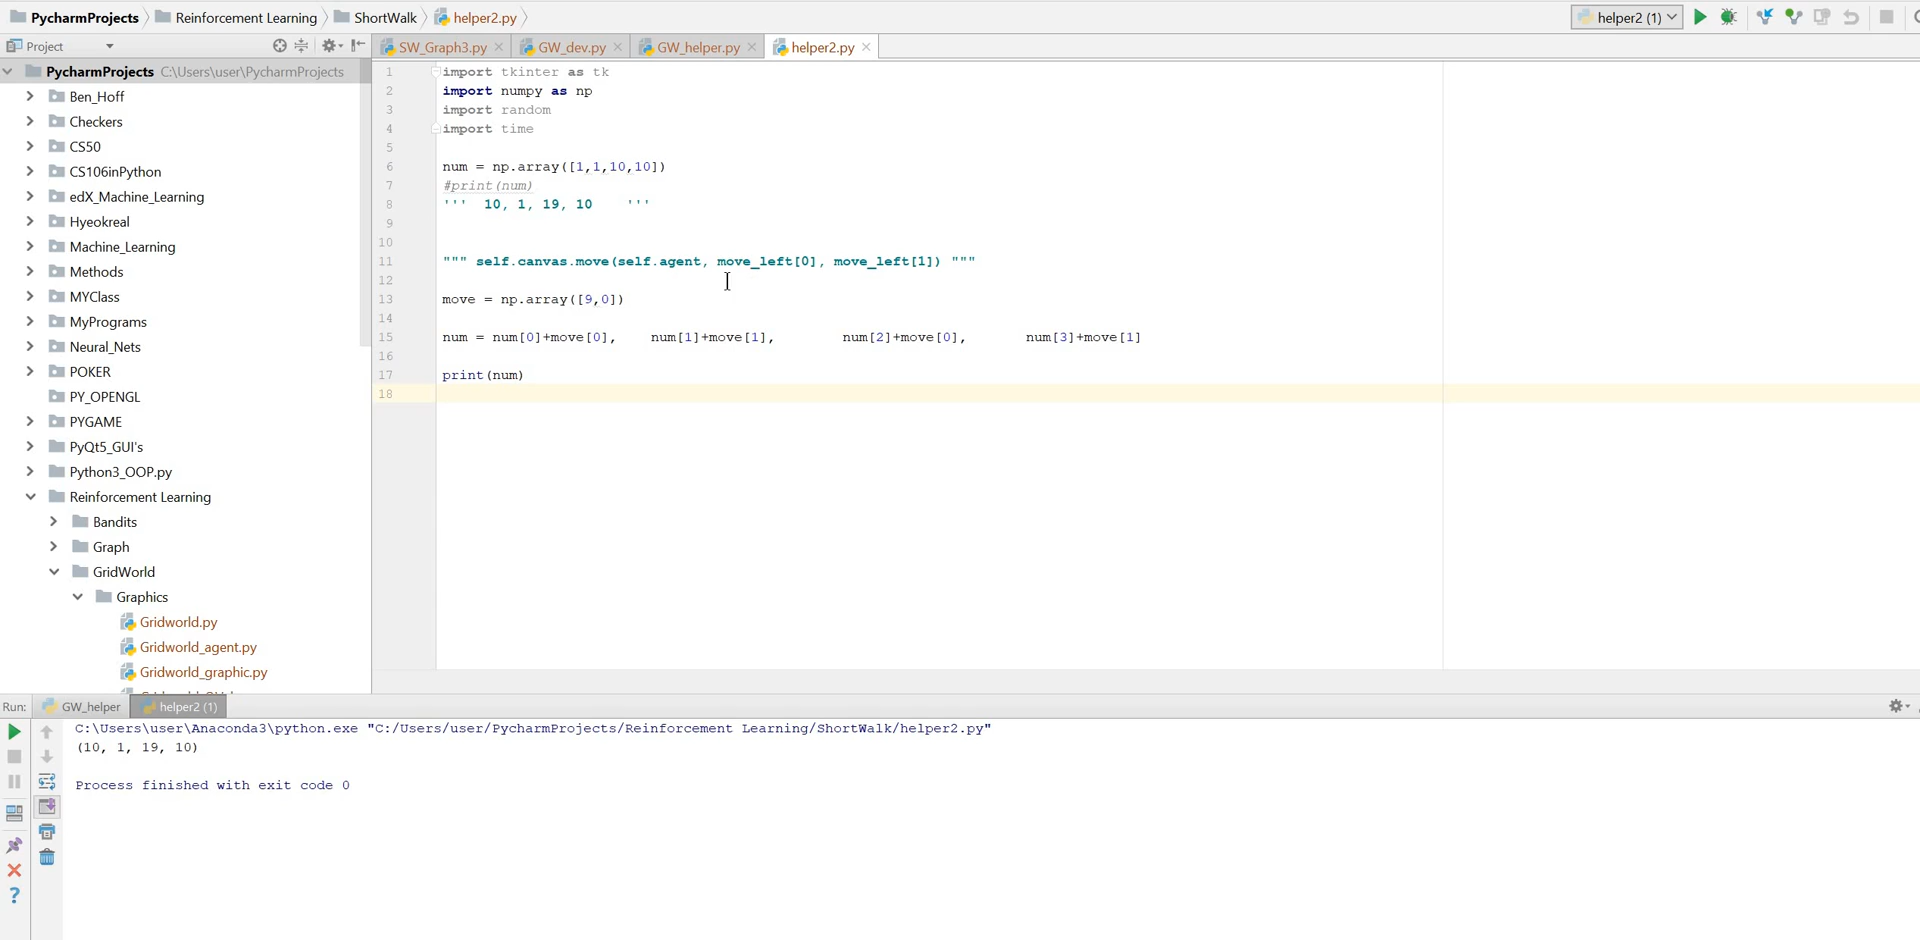 PycharmProjects Reinforcement Learning ShortWalk helper2.py helper2 (1)
Project SW_Graph3.py GW_dev.py GW_helper.py helper2.py
PycharmProjects C:\Users\user\PycharmProjects
Ben_Hoff
Checkers
CS50
CS106inPython
edX_Machine_Learning
Hyeokreal
Machine_Learning
Methods
MYClass
MyPrograms
Neural_Nets
POKER
PY_OPENGL
PYGAME
PyQt5_GUI's
Python3_OOP.py
Reinforcement Learning
Bandits
Graph
GridWorld
Graphics
Gridworld.py
Gridworld_agent.py
Gridworld_graphic.py
1 import tkinter as tk
2 import numpy as np
3 import random
4 import time
5
6 num = np.array([1,1,10,10])
7 #print(num)
8 ''' 10, 1, 19, 10 '''
9
10
11 """ self.canvas.move(self.agent, move_left[0], move_left[1]) """
12
13 move = np.array([9,0])
14
15 num = num[0]+move[0], num[1]+move[1], num[2]+move[0], num[3]+move[1]
16
17 print(num)
18
Run: GW_helper helper2 (1)
C:\Users\user\Anaconda3\python.exe "C:/Users/user/PycharmProjects/Reinforcement Learning/ShortWalk/helper2.py"
(10, 1, 19, 10)
Process finished with exit code 0